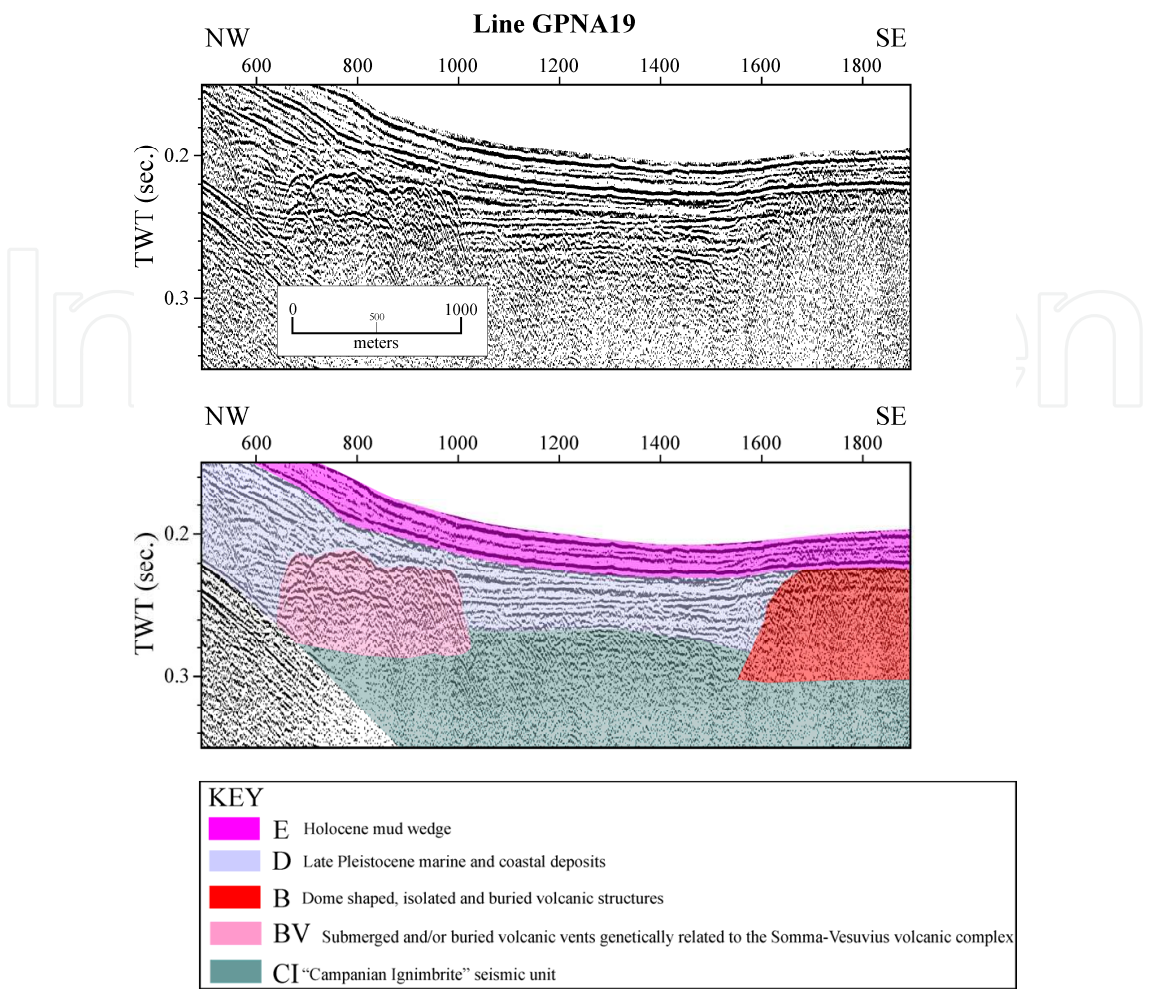 Line GPNA19
NW SE
600 800 1000 1200 1400 1600 1800
TWT (sec.)
0.2
0.3
0 500 1000
meters
NW SE
600 800 1000 1200 1400 1600 1800
TWT (sec.)
0.2
0.3
KEY
E Holocene mud wedge
D Late Pleistocene marine and coastal deposits
B Dome shaped, isolated and buried volcanic structures
BV Submerged and/or buried volcanic vents genetically related to the Somma-Vesuvius volcanic complex
CI “Campanian Ignimbrite” seismic unit